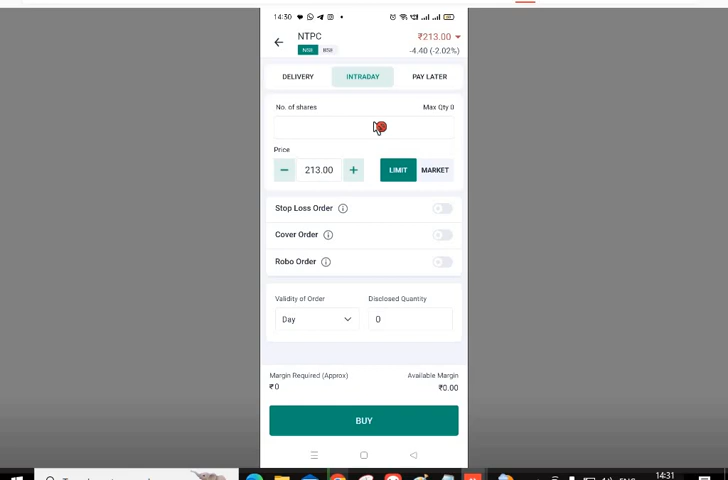 14:30
NTPC
₹213.00
NSE BSE
-4.40 (-2.02%)
DELIVERY INTRADAY PAY LATER
No. of shares Max Qty 0
Price
− 213.00 + LIMIT MARKET
Stop Loss Order
Cover Order
Robo Order
Validity of Order Disclosed Quantity
Day 0
Margin Required (Approx) Available Margin
₹0 ₹0.00
BUY
14:31
ENG